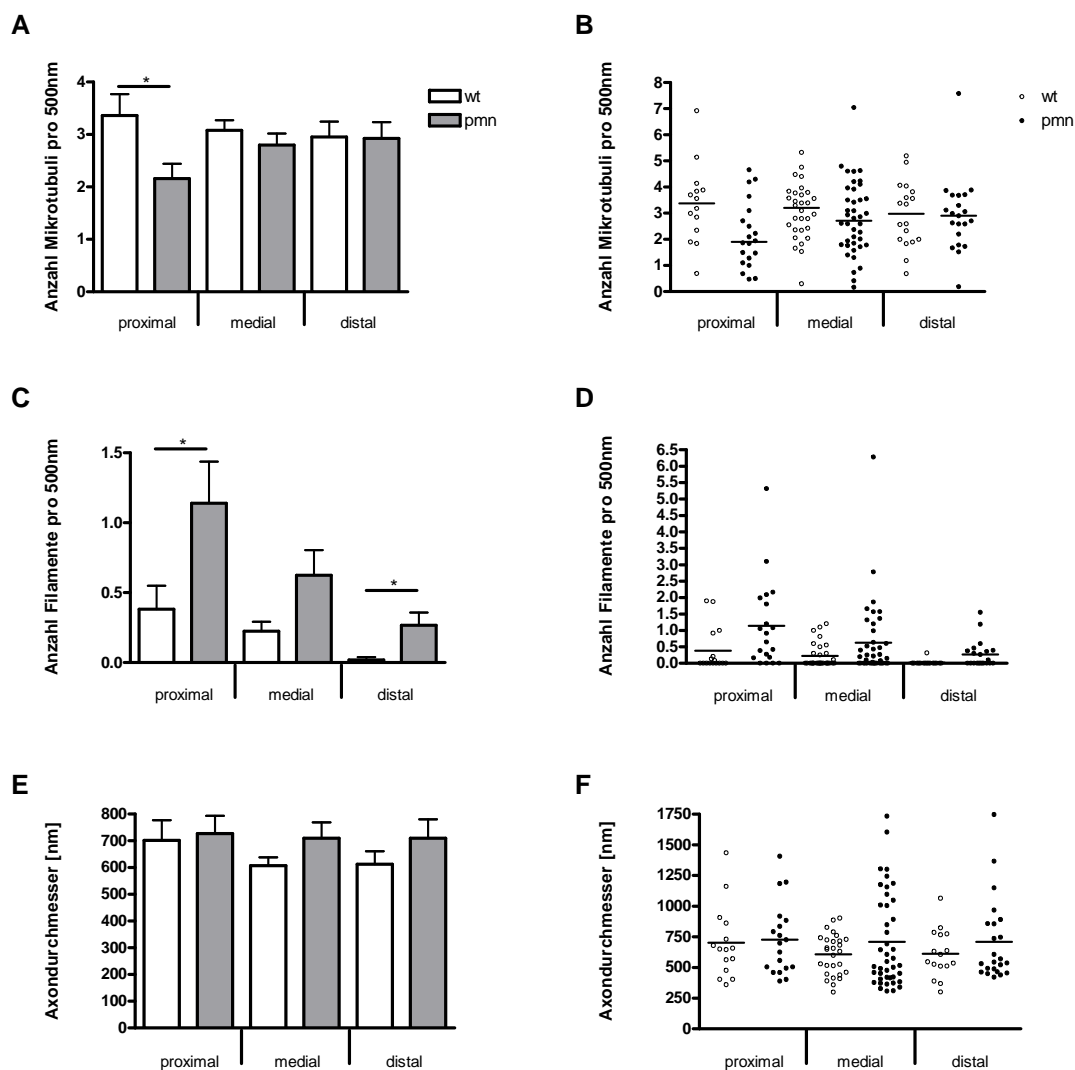 A
Anzahl Mikrotubuli pro 500nm
4
3
2
1
0
*
wt
pmn
proximal medial distal
B
Anzahl Mikrotubuli pro 500nm
8
7
6
5
4
3
2
1
0
wt
pmn
proximal medial distal
C
Anzahl Filamente pro 500nm
1.5
1.0
0.5
0.0
*
*
proximal medial distal
D
Anzahl Filamente pro 500nm
6.5
6.0
5.5
5.0
4.5
4.0
3.5
3.0
2.5
2.0
1.5
1.0
0.5
0.0
proximal medial distal
E
Axondurchmesser [nm]
800
700
600
500
400
300
200
100
0
proximal medial distal
F
Axondurchmesser [nm]
1750
1500
1250
1000
750
500
250
0
proximal medial distal